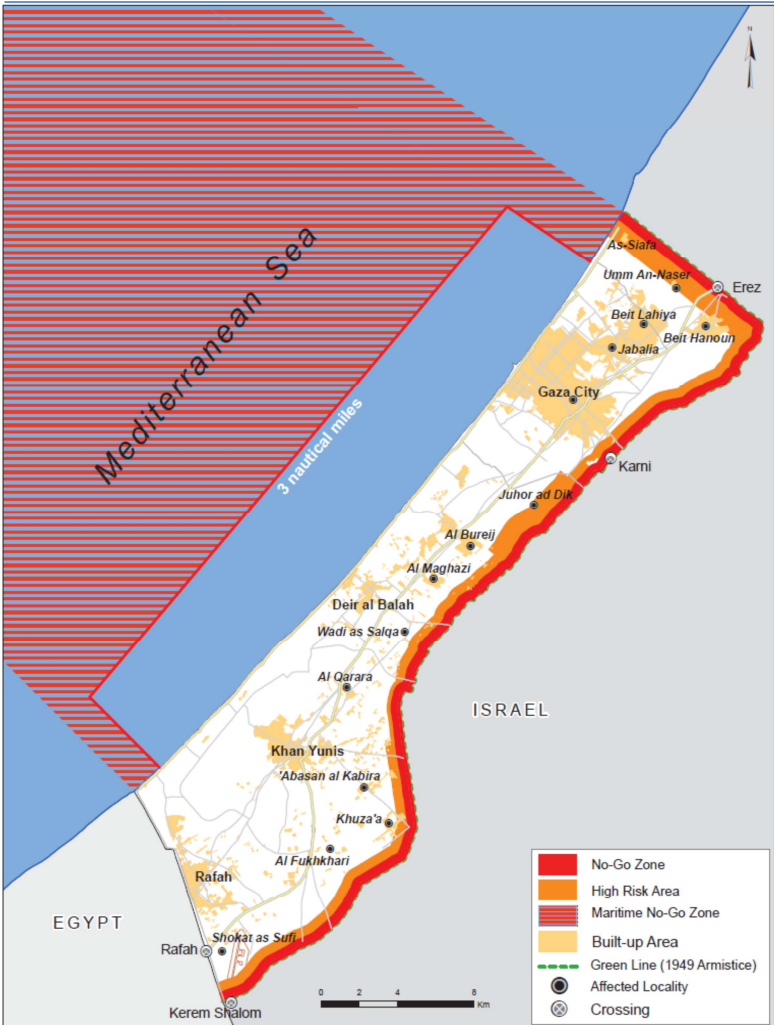 N
Mediterranean Sea
3 nautical miles
As-Siafa
Umm An-Naser
Erez
Beit Lahiya
Beit Hanoun
Jabalia
Gaza City
Karni
Juhor ad Dik
Al Bureij
Al Maghazi
Deir al Balah
Wadi as Salqa
Al Qarara
ISRAEL
Khan Yunis
'Abasan al Kabira
Khuza'a
Al Fukhkhari
Rafah
EGYPT
Shokat as Sufi
Rafah
Kerem Shalom
0 2 4 8
Km
No-Go Zone
High Risk Area
Maritime No-Go Zone
Built-up Area
Green Line (1949 Armistice)
Affected Locality
Crossing